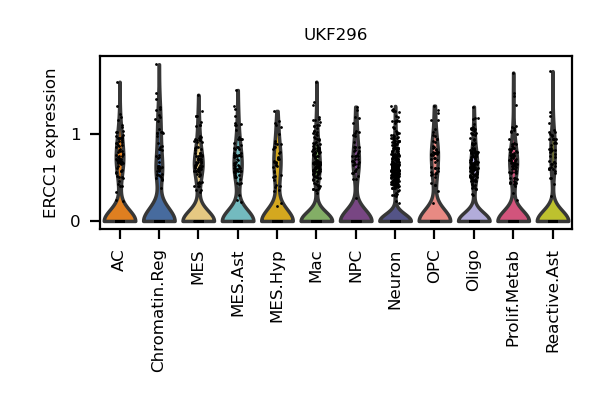 UKF296
ERCC1 expression
1
0
AC
Chromatin.Reg
MES
MES.Ast
MES.Hyp
Mac
NPC
Neuron
OPC
Oligo
Prolif.Metab
Reactive.Ast